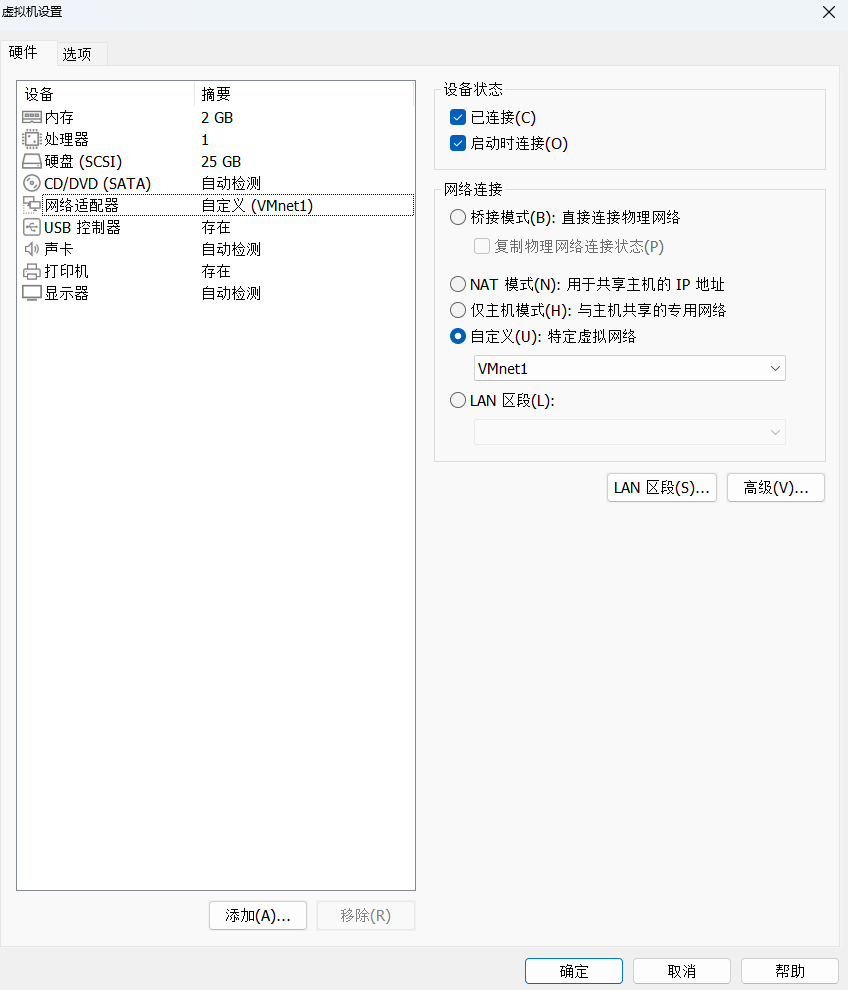 虚拟机设置
硬件 选项
设备 摘要
内存 2 GB
处理器 1
硬盘 (SCSI) 25 GB
CD/DVD (SATA) 自动检测
网络适配器 自定义 (VMnet1)
USB 控制器 存在
声卡 自动检测
打印机 存在
显示器 自动检测
添加(A)... 移除(R)
设备状态
已连接(C)
启动时连接(O)
网络连接
桥接模式(B): 直接连接物理网络
复制物理网络连接状态(P)
NAT 模式(N): 用于共享主机的 IP 地址
仅主机模式(H): 与主机共享的专用网络
自定义(U): 特定虚拟网络
VMnet1
LAN 区段(L):
LAN 区段(S)... 高级(V)...
确定 取消 帮助